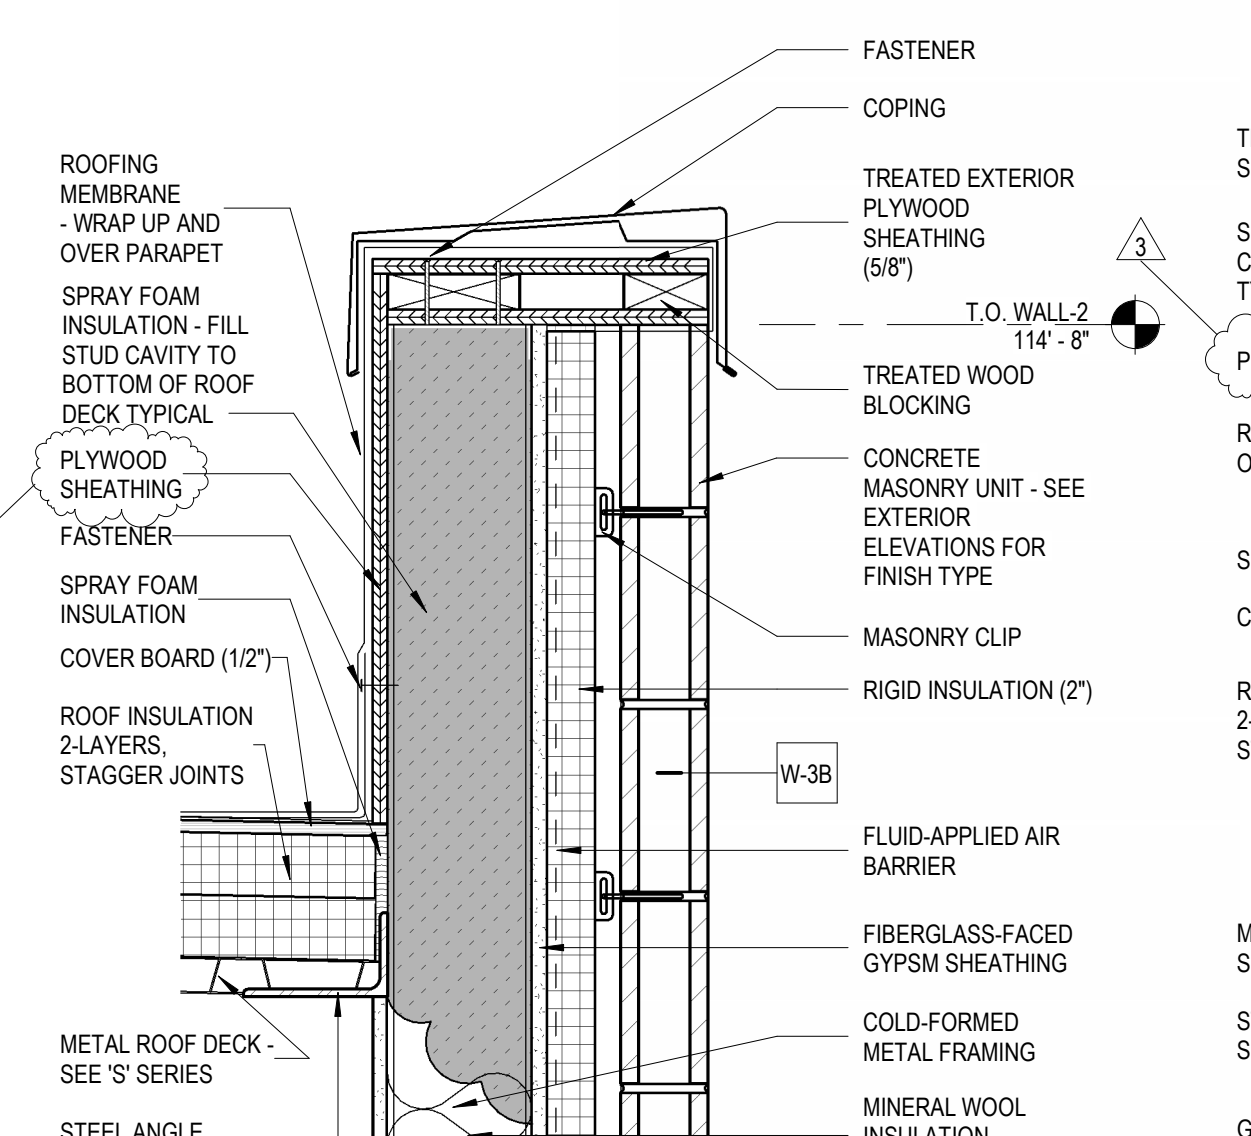 ROOFING
MEMBRANE
- WRAP UP AND
OVER PARAPET
SPRAY FOAM
INSULATION - FILL
STUD CAVITY TO
BOTTOM OF ROOF
DECK TYPICAL
PLYWOOD
SHEATHING
FASTENER
SPRAY FOAM
INSULATION
COVER BOARD (1/2")
ROOF INSULATION
2-LAYERS,
STAGGER JOINTS
METAL ROOF DECK -
SEE 'S' SERIES
STEEL ANGLE
FASTENER
COPING
TREATED EXTERIOR
PLYWOOD
SHEATHING
(5/8")
3
T.O. WALL-2
114' - 8"
TREATED WOOD
BLOCKING
CONCRETE
MASONRY UNIT - SEE
EXTERIOR
ELEVATIONS FOR
FINISH TYPE
MASONRY CLIP
RIGID INSULATION (2")
W-3B
FLUID-APPLIED AIR
BARRIER
FIBERGLASS-FACED
GYPSM SHEATHING
COLD-FORMED
METAL FRAMING
MINERAL WOOL
INSULATION